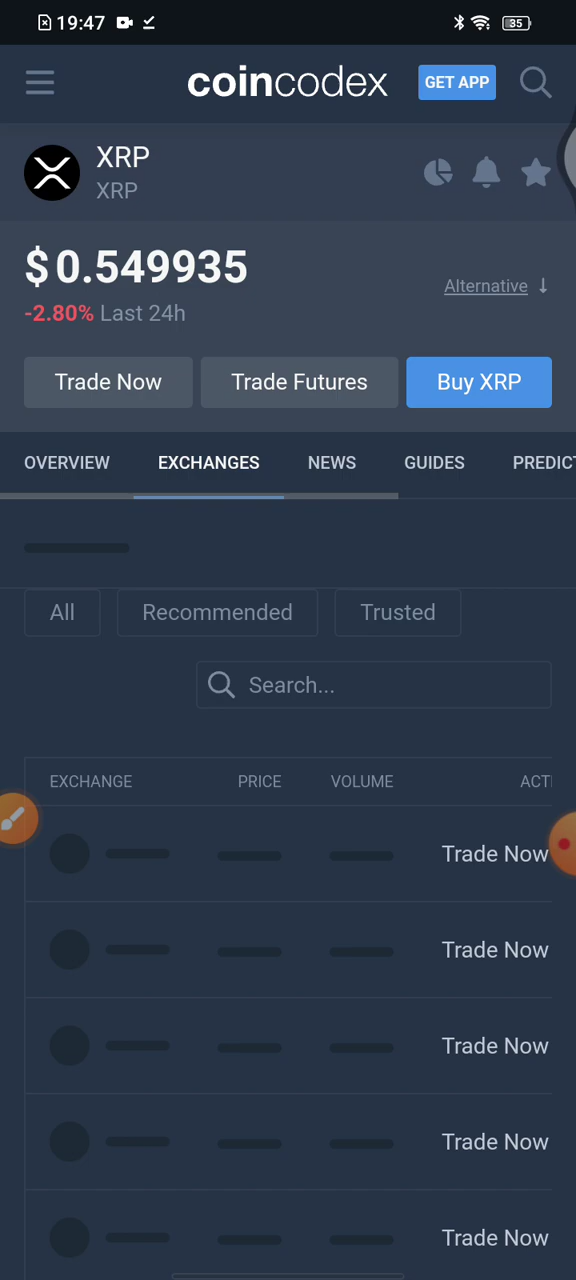 19:47
35
coincodex
GET APP
XRP
XRP
$0.549935
-2.80% Last 24h
Alternative
Trade Now
Trade Futures
Buy XRP
OVERVIEW
EXCHANGES
NEWS
GUIDES
PREDICT
All
Recommended
Trusted
Search...
EXCHANGE
PRICE
VOLUME
ACTI
Trade Now
Trade Now
Trade Now
Trade Now
Trade Now